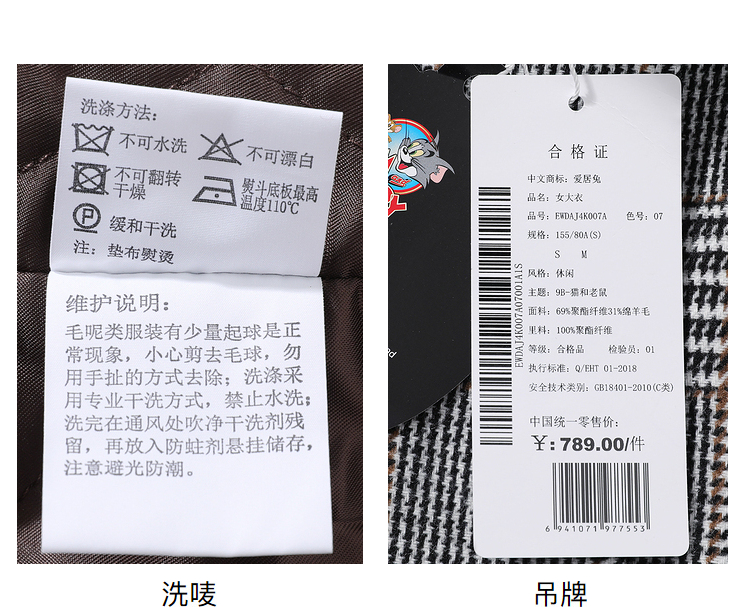 洗涤方法:
不可水洗
不可漂白
不可翻转
干燥
熨斗底板最高
温度110℃
P
缓和干洗
注: 垫布熨烫
维护说明:
毛呢类服装有少量起球是正
常现象, 小心剪去毛球, 勿
用手扯的方式去除; 洗涤采
用专业干洗方式, 禁止水洗;
洗完在通风处吹净干洗剂残
留, 再放入防蛀剂悬挂储存,
注意避光防潮。
洗唛
合格证
中文商标: 爱居兔
品名: 女大衣
品号: EWDAJ4K007A 色号: 07
规格: 155/80A(S)
S M
风格: 休闲
主题: 9B-猫和老鼠
面料: 69%聚酯纤维31%绵羊毛
里料: 100%聚酯纤维
等级: 合格品 检验员: 01
执行标准: Q/EHT 01-2018
安全技术类别: GB18401-2010(C类)
中国统一零售价:
¥: 789.00/件
6 941071 977553
EWDAJ4K007A07001A1S
吊牌